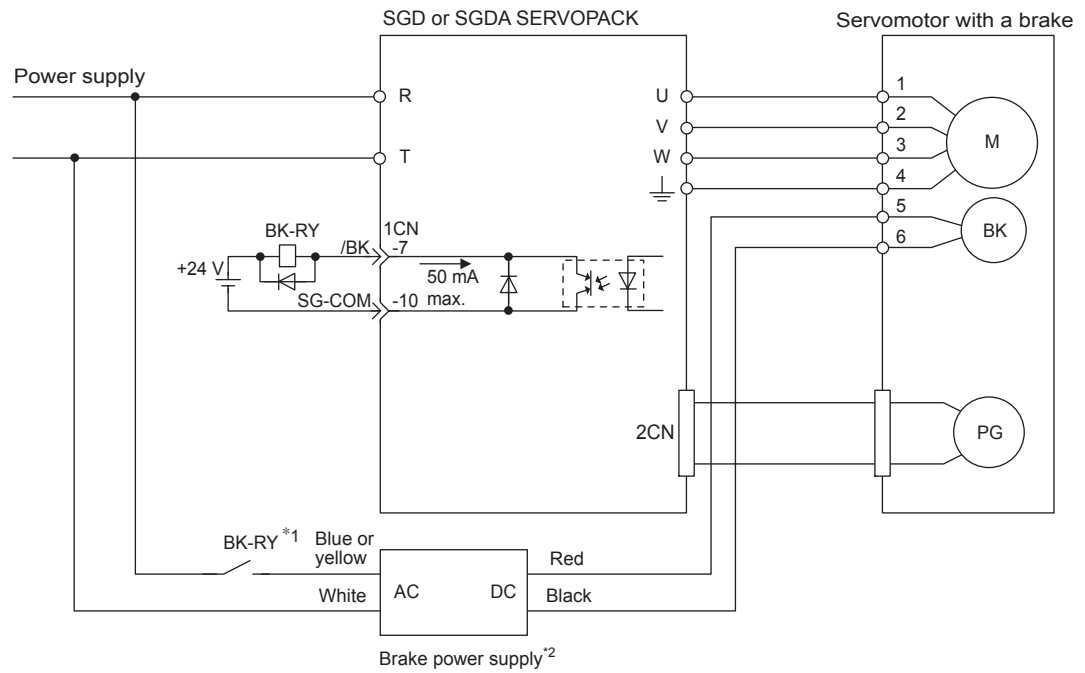 SGD or SGDA SERVOPACK
Servomotor with a brake
Power supply
R
U
1
V
2
T
W
3
M
4
5
BK-RY
1CN
6
BK
/BK
-7
+24 V
50 mA
max.
SG-COM
-10
2CN
PG
BK-RY *1
Blue or
yellow
Red
AC
DC
White
Black
Brake power supply*2